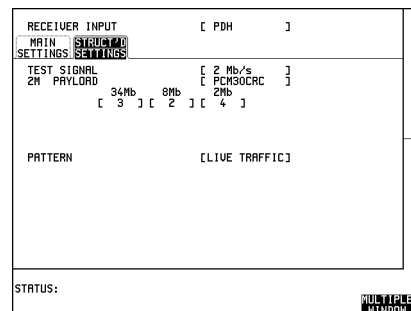 RECEIVER INPUT [ PDH ]
MAIN SETTINGS
STRUCT'D SETTINGS
TEST SIGNAL [ 2 Mb/s ]
2M PAYLOAD [ PCM30CRC ]
34Mb 8Mb 2Mb
[ 3 ] [ 2 ] [ 4 ]
PATTERN [LIVE TRAFFIC]
STATUS:
MULTIPLE
WINDOW